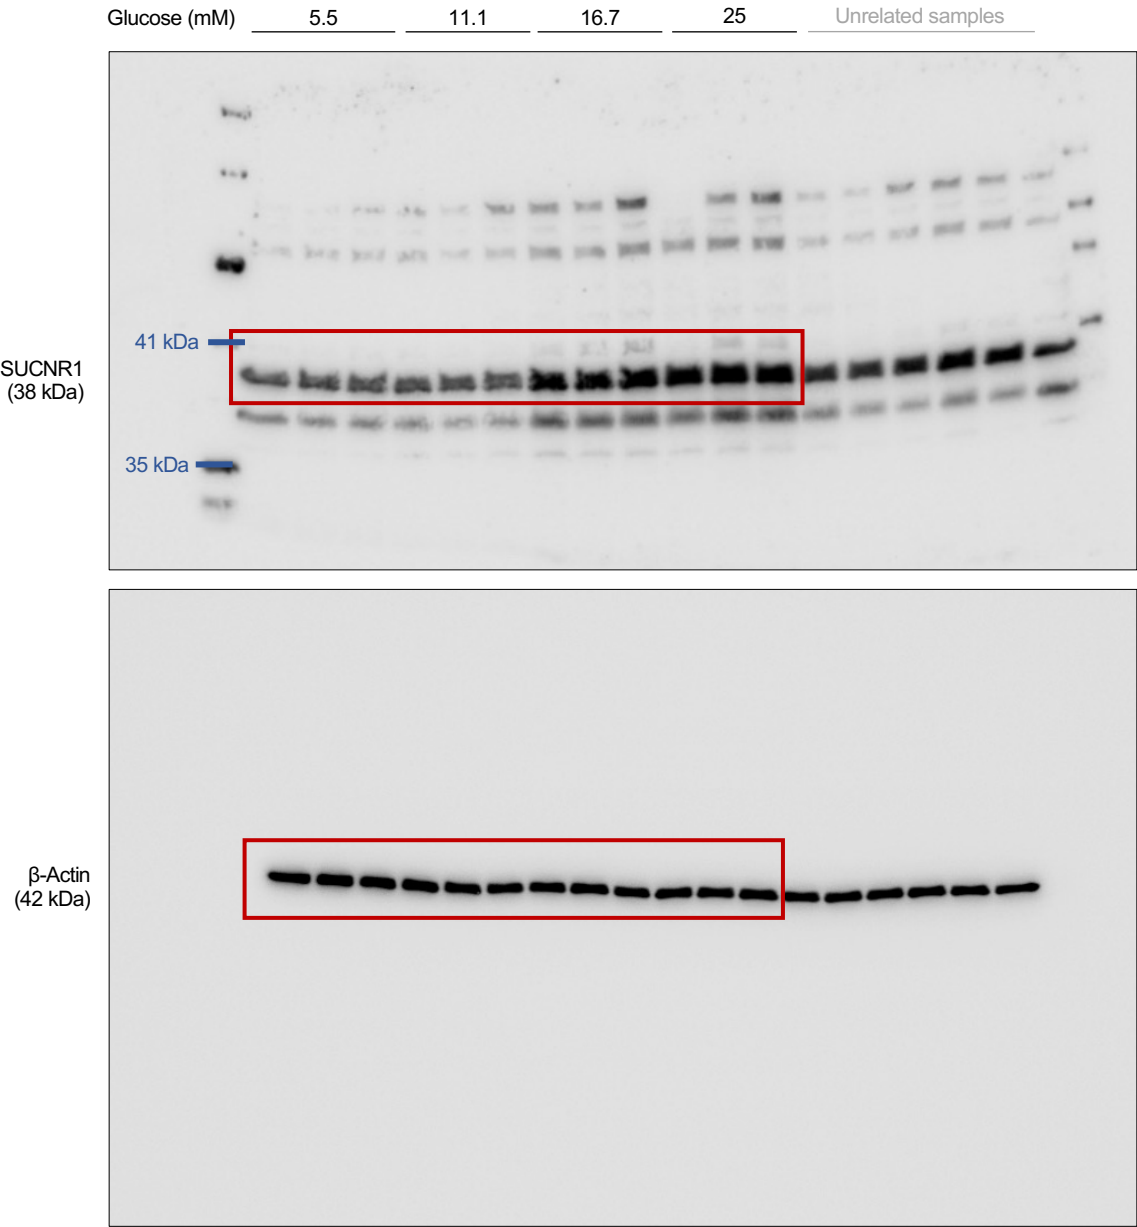 Glucose (mM) 5.5 11.1 16.7 25 Unrelated samples
41 kDa
SUCNR1
(38 kDa)
35 kDa
β-Actin
(42 kDa)